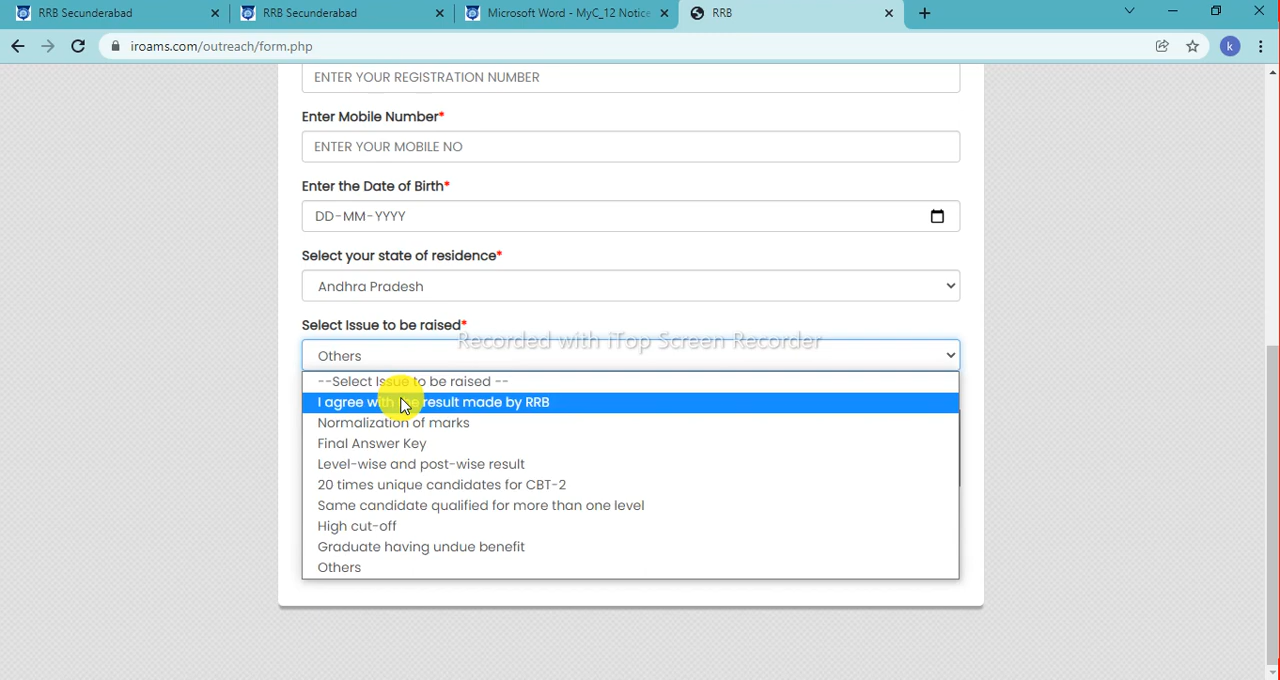 RRB Secunderabad
RRB Secunderabad
Microsoft Word - MyC_12 Notice
RRB
iroams.com/outreach/form.php
k
ENTER YOUR REGISTRATION NUMBER
Enter Mobile Number*
ENTER YOUR MOBILE NO
Enter the Date of Birth*
DD-MM-YYYY
Select your state of residence*
Andhra Pradesh
Select Issue to be raised*
Recorded with iTop Screen Recorder
Others
--Select Issue to be raised --
I agree with the result made by RRB
Normalization of marks
Final Answer Key
Level-wise and post-wise result
20 times unique candidates for CBT-2
Same candidate qualified for more than one level
High cut-off
Graduate having undue benefit
Others